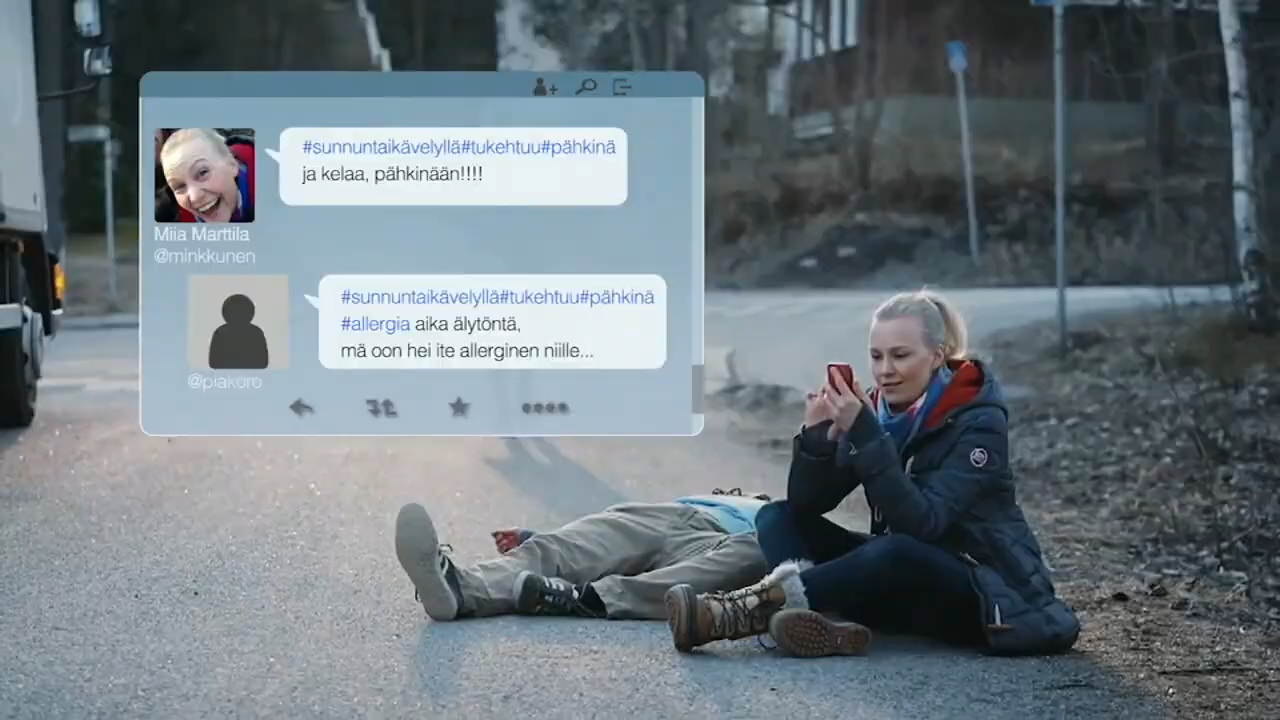 #sunnuntaikävelyllä#tukehtuu#pähkinä
ja kelaa, pähkinään!!!!
Miia Marttila
@minkkunen
#sunnuntaikävelyllä#tukehtuu#pähkinä
#allergia aika älytöntä,
mä oon hei ite allerginen niille...
@piakoro